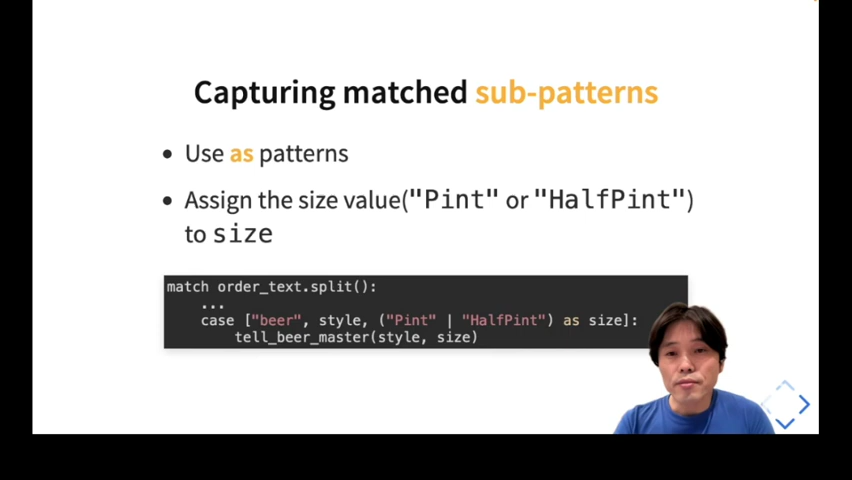 Capturing matched sub-patterns
Use as patterns
Assign the size value("Pint" or "HalfPint")
to size
match order_text.split():
...
case ["beer", style, ("Pint" | "HalfPint") as size]:
tell_beer_master(style, size)